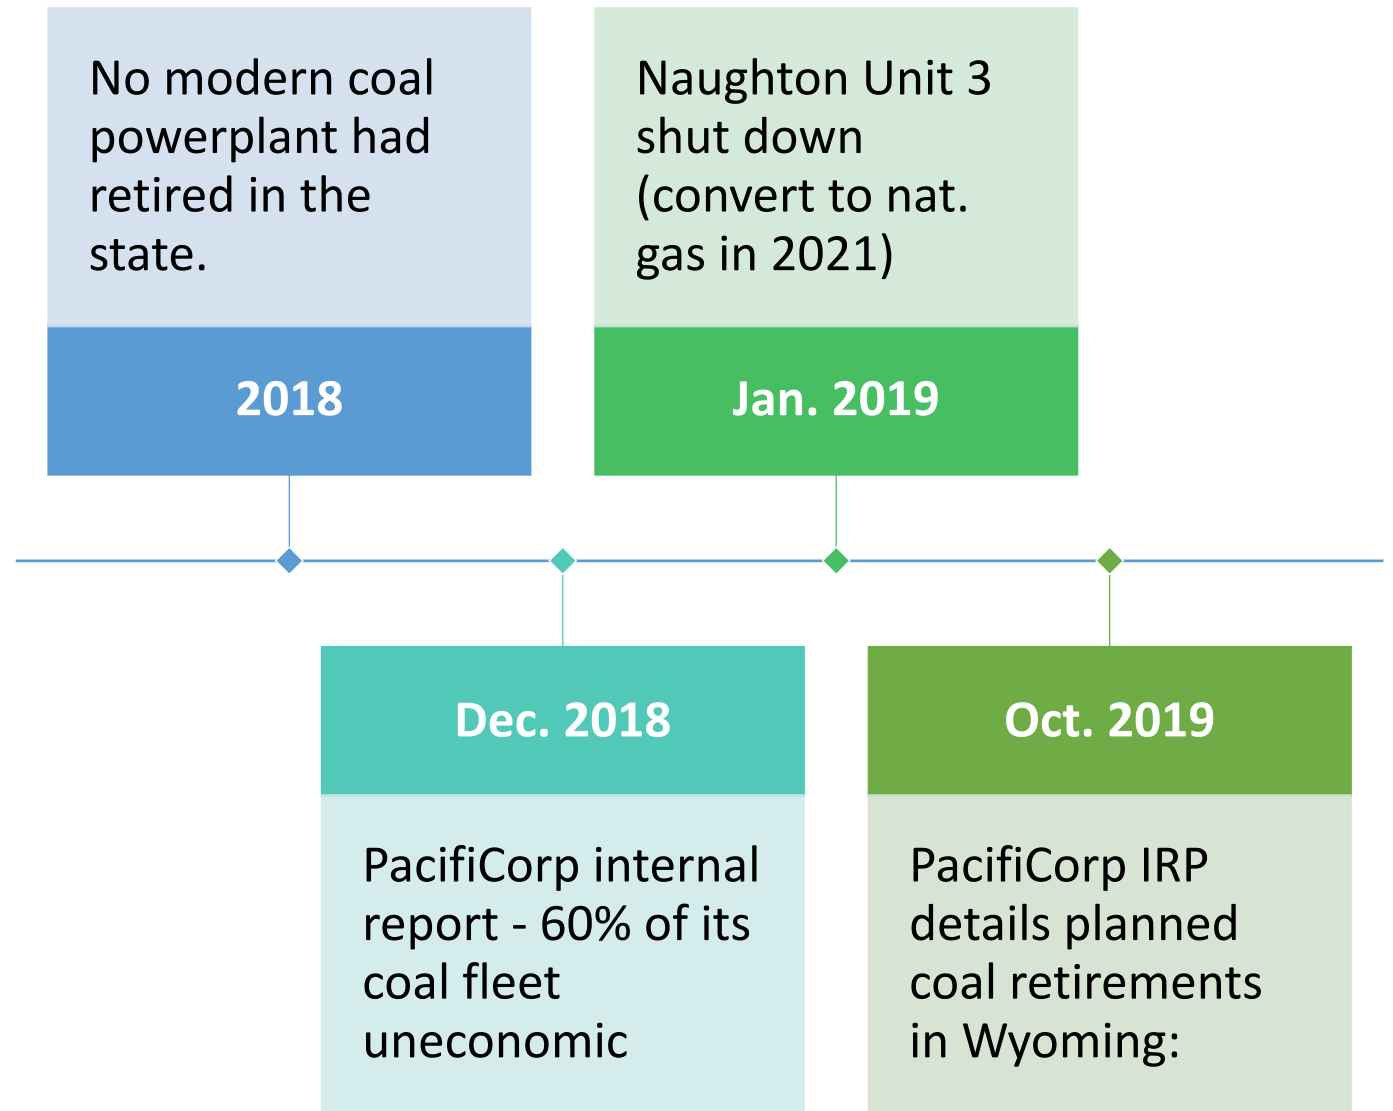 No modern coal
powerplant had
retired in the
state.
2018
Dec. 2018
PacifiCorp internal
report - 60% of its
coal fleet
uneconomic
Naughton Unit 3
shut down
(convert to nat.
gas in 2021)
Jan. 2019
Oct. 2019
PacifiCorp IRP
details planned
coal retirements
in Wyoming: